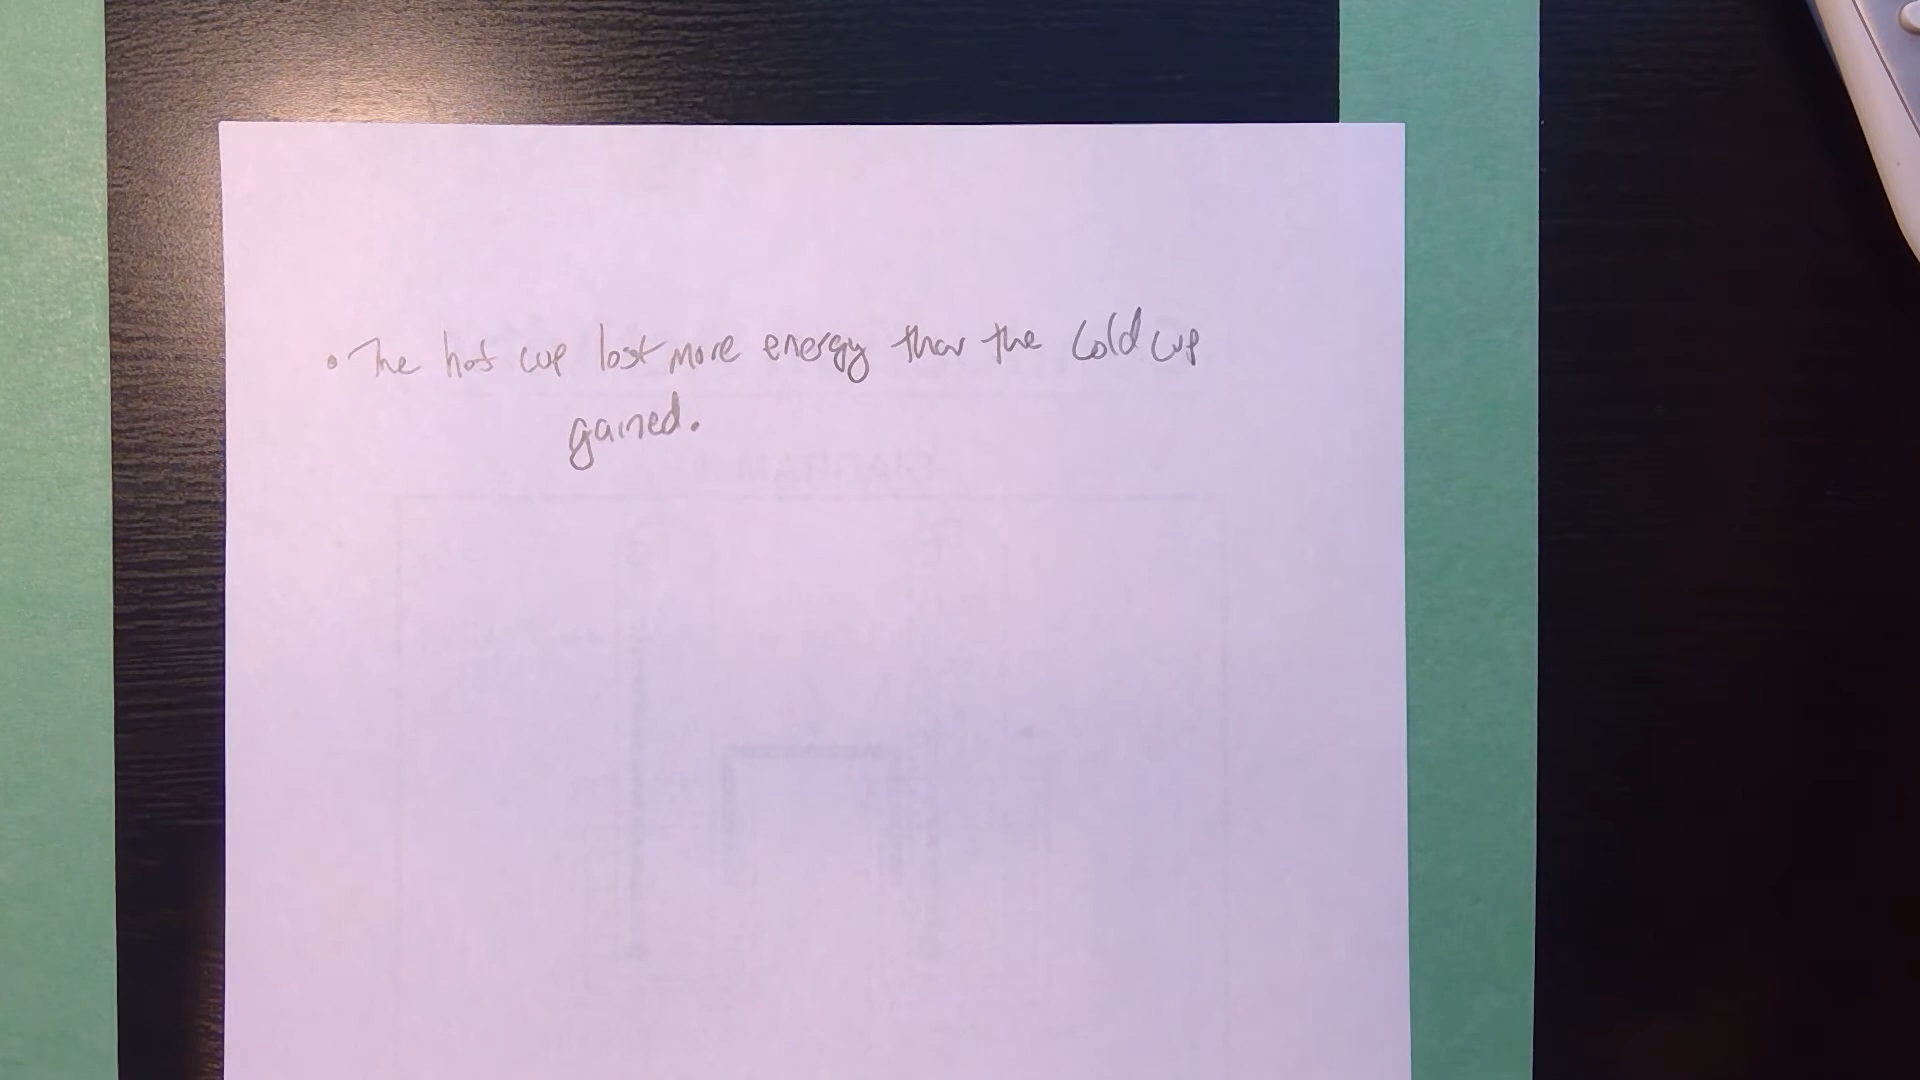 • The hot cup lost more energy than the cold cup
gained.